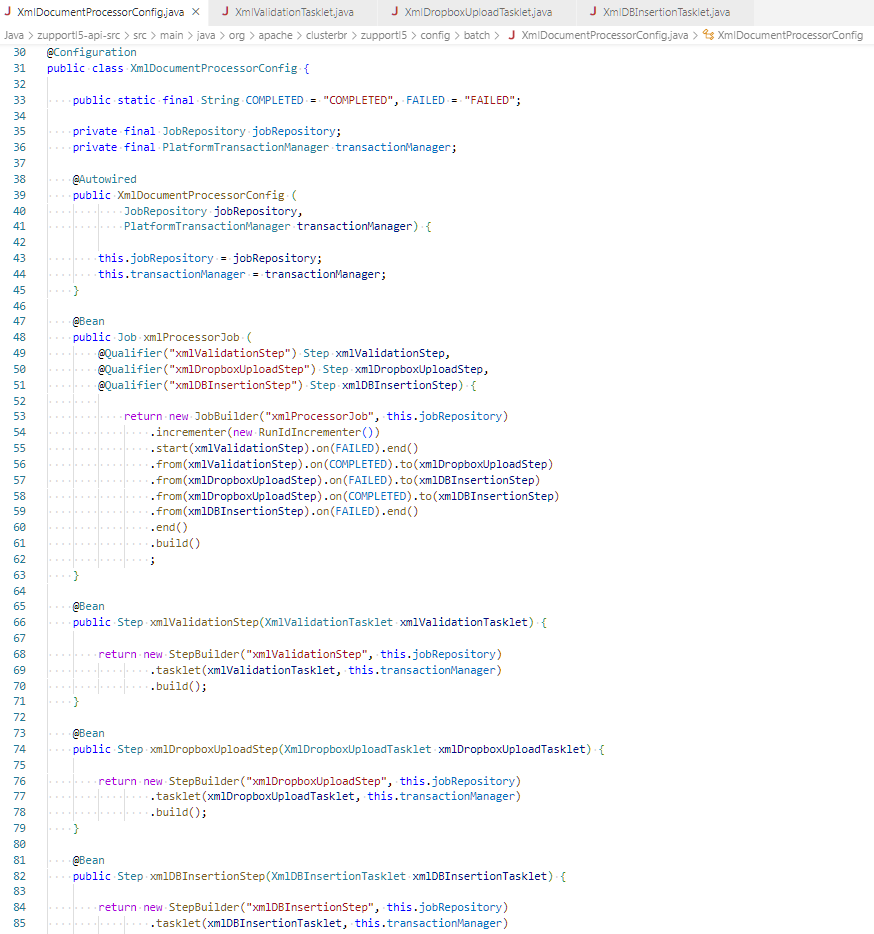 XmlDocumentProcessorConfig.java × XmlValidationTasklet.java XmlDropboxUploadTasklet.java XmlDBInsertionTasklet.java
Java > zupportl5-api-src > src > main > java > org > apache > clusterbr > zupportl5 > config > batch > XmlDocumentProcessorConfig.java > XmlDocumentProcessorConfig
30 @Configuration
31 public class XmlDocumentProcessorConfig {
32
33 public static final String COMPLETED = "COMPLETED", FAILED = "FAILED";
34
35 private final JobRepository jobRepository;
36 private final PlatformTransactionManager transactionManager;
37
38 @Autowired
39 public XmlDocumentProcessorConfig (
40 JobRepository jobRepository,
41 PlatformTransactionManager transactionManager) {
42
43 this.jobRepository = jobRepository;
44 this.transactionManager = transactionManager;
45 }
46
47 @Bean
48 public Job xmlProcessorJob (
49 @Qualifier("xmlValidationStep") Step xmlValidationStep,
50 @Qualifier("xmlDropboxUploadStep") Step xmlDropboxUploadStep,
51 @Qualifier("xmlDBInsertionStep") Step xmlDBInsertionStep) {
52
53 return new JobBuilder("xmlProcessorJob", this.jobRepository)
54 .incrementer(new RunIdIncrementer())
55 .start(xmlValidationStep).on(FAILED).end()
56 .from(xmlValidationStep).on(COMPLETED).to(xmlDropboxUploadStep)
57 .from(xmlDropboxUploadStep).on(FAILED).to(xmlDBInsertionStep)
58 .from(xmlDropboxUploadStep).on(COMPLETED).to(xmlDBInsertionStep)
59 .from(xmlDBInsertionStep).on(FAILED).end()
60 .end()
61 .build()
62 ;
63 }
64
65 @Bean
66 public Step xmlValidationStep(XmlValidationTasklet xmlValidationTasklet) {
67
68 return new StepBuilder("xmlValidationStep", this.jobRepository)
69 .tasklet(xmlValidationTasklet, this.transactionManager)
70 .build();
71 }
72
73 @Bean
74 public Step xmlDropboxUploadStep(XmlDropboxUploadTasklet xmlDropboxUploadTasklet) {
75
76 return new StepBuilder("xmlDropboxUploadStep", this.jobRepository)
77 .tasklet(xmlDropboxUploadTasklet, this.transactionManager)
78 .build();
79 }
80
81 @Bean
82 public Step xmlDBInsertionStep(XmlDBInsertionTasklet xmlDBInsertionTasklet) {
83
84 return new StepBuilder("xmlDBInsertionStep", this.jobRepository)
85 .tasklet(xmlDBInsertionTasklet, this.transactionManager)